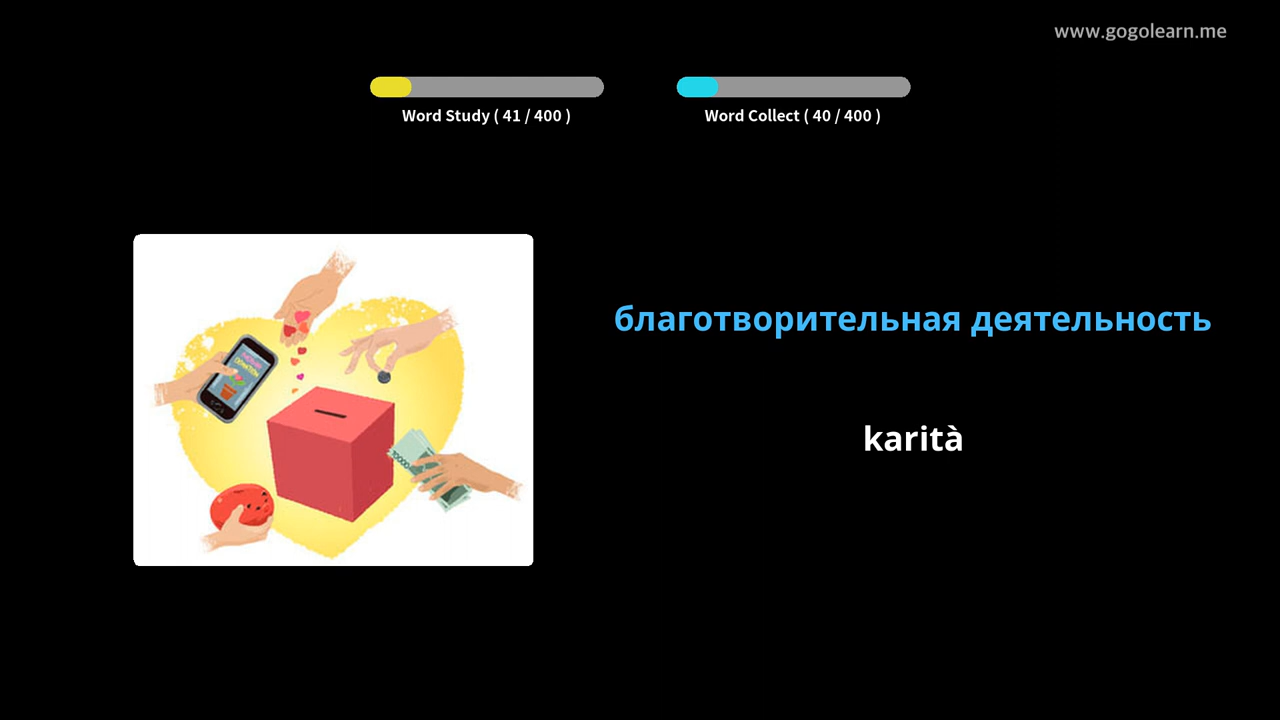 www.gogolearn.me
Word Study ( 41 / 400 )
Word Collect ( 40 / 400 )
благотворительная деятельность
karità